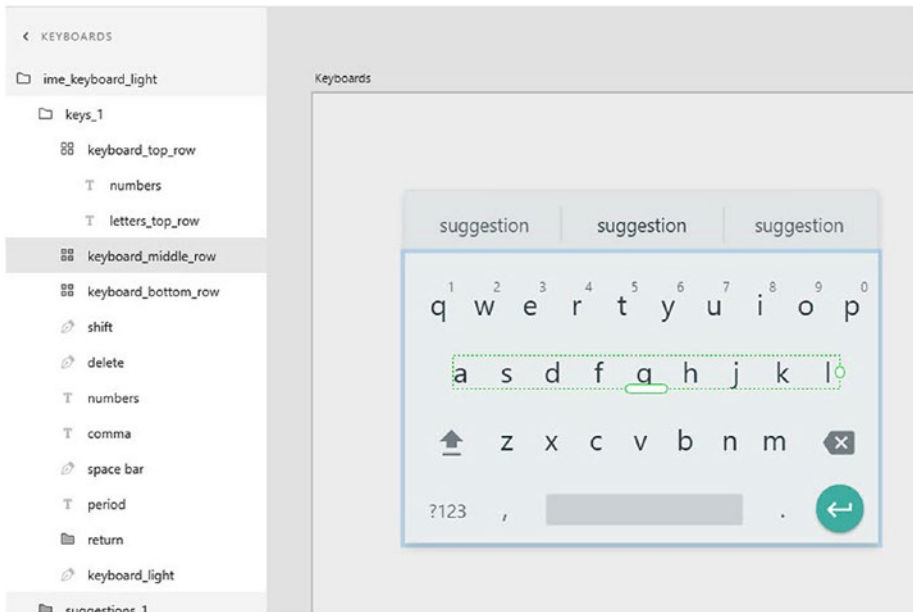 KEYBOARDS
ime_keyboard_light
keys_1
keyboard_top_row
T numbers
T letters_top_row
keyboard_middle_row
keyboard_bottom_row
shift
delete
T numbers
T comma
space bar
T period
return
keyboard_light
suggestions_1
Keyboards
suggestion suggestion suggestion
1 2 3 4 5 6 7 8 9 0
q w e r t y u i o p
a s d f g h j k l
z x c v b n m
?123 , .